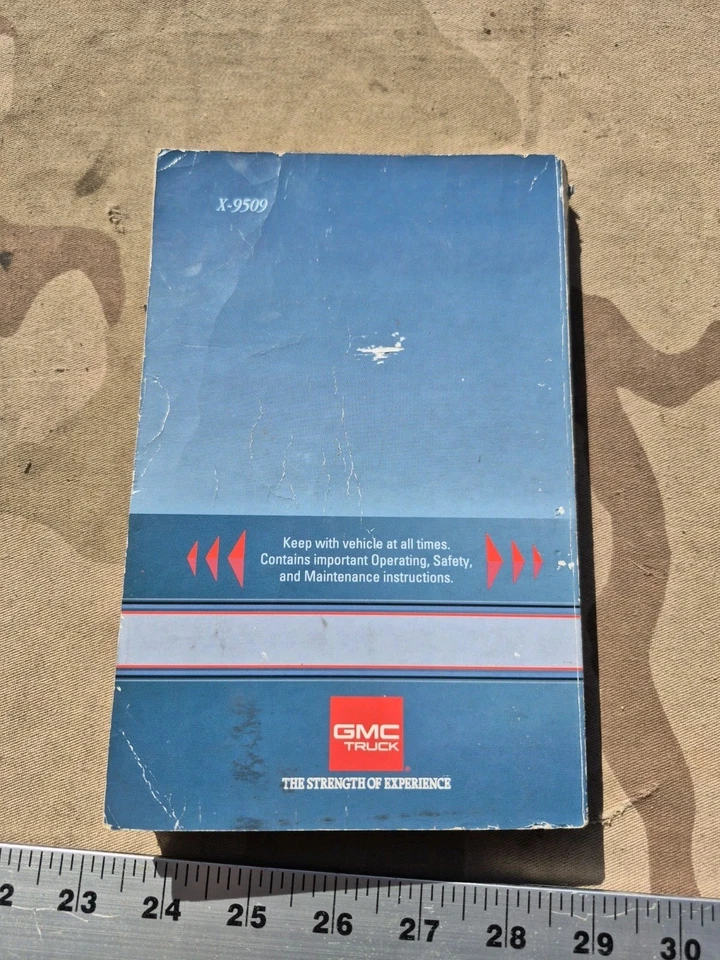 X-9509
Keep with vehicle at all times.
Contains important Operating, Safety,
and Maintenance instructions.
GMC
TRUCK
THE STRENGTH OF EXPERIENCE
2 23 24 25 26 27 28 29 30